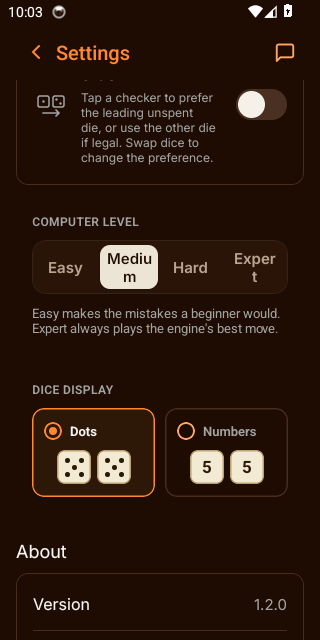 10:03
Settings
Tap a checker to prefer
the leading unspent
die, or use the other die
if legal. Swap dice to
change the preference.
COMPUTER LEVEL
Easy
Mediu
m
Hard
Exper
t
Easy makes the mistakes a beginner would.
Expert always plays the engine's best move.
DICE DISPLAY
Dots
Numbers
5 5
About
Version 1.2.0